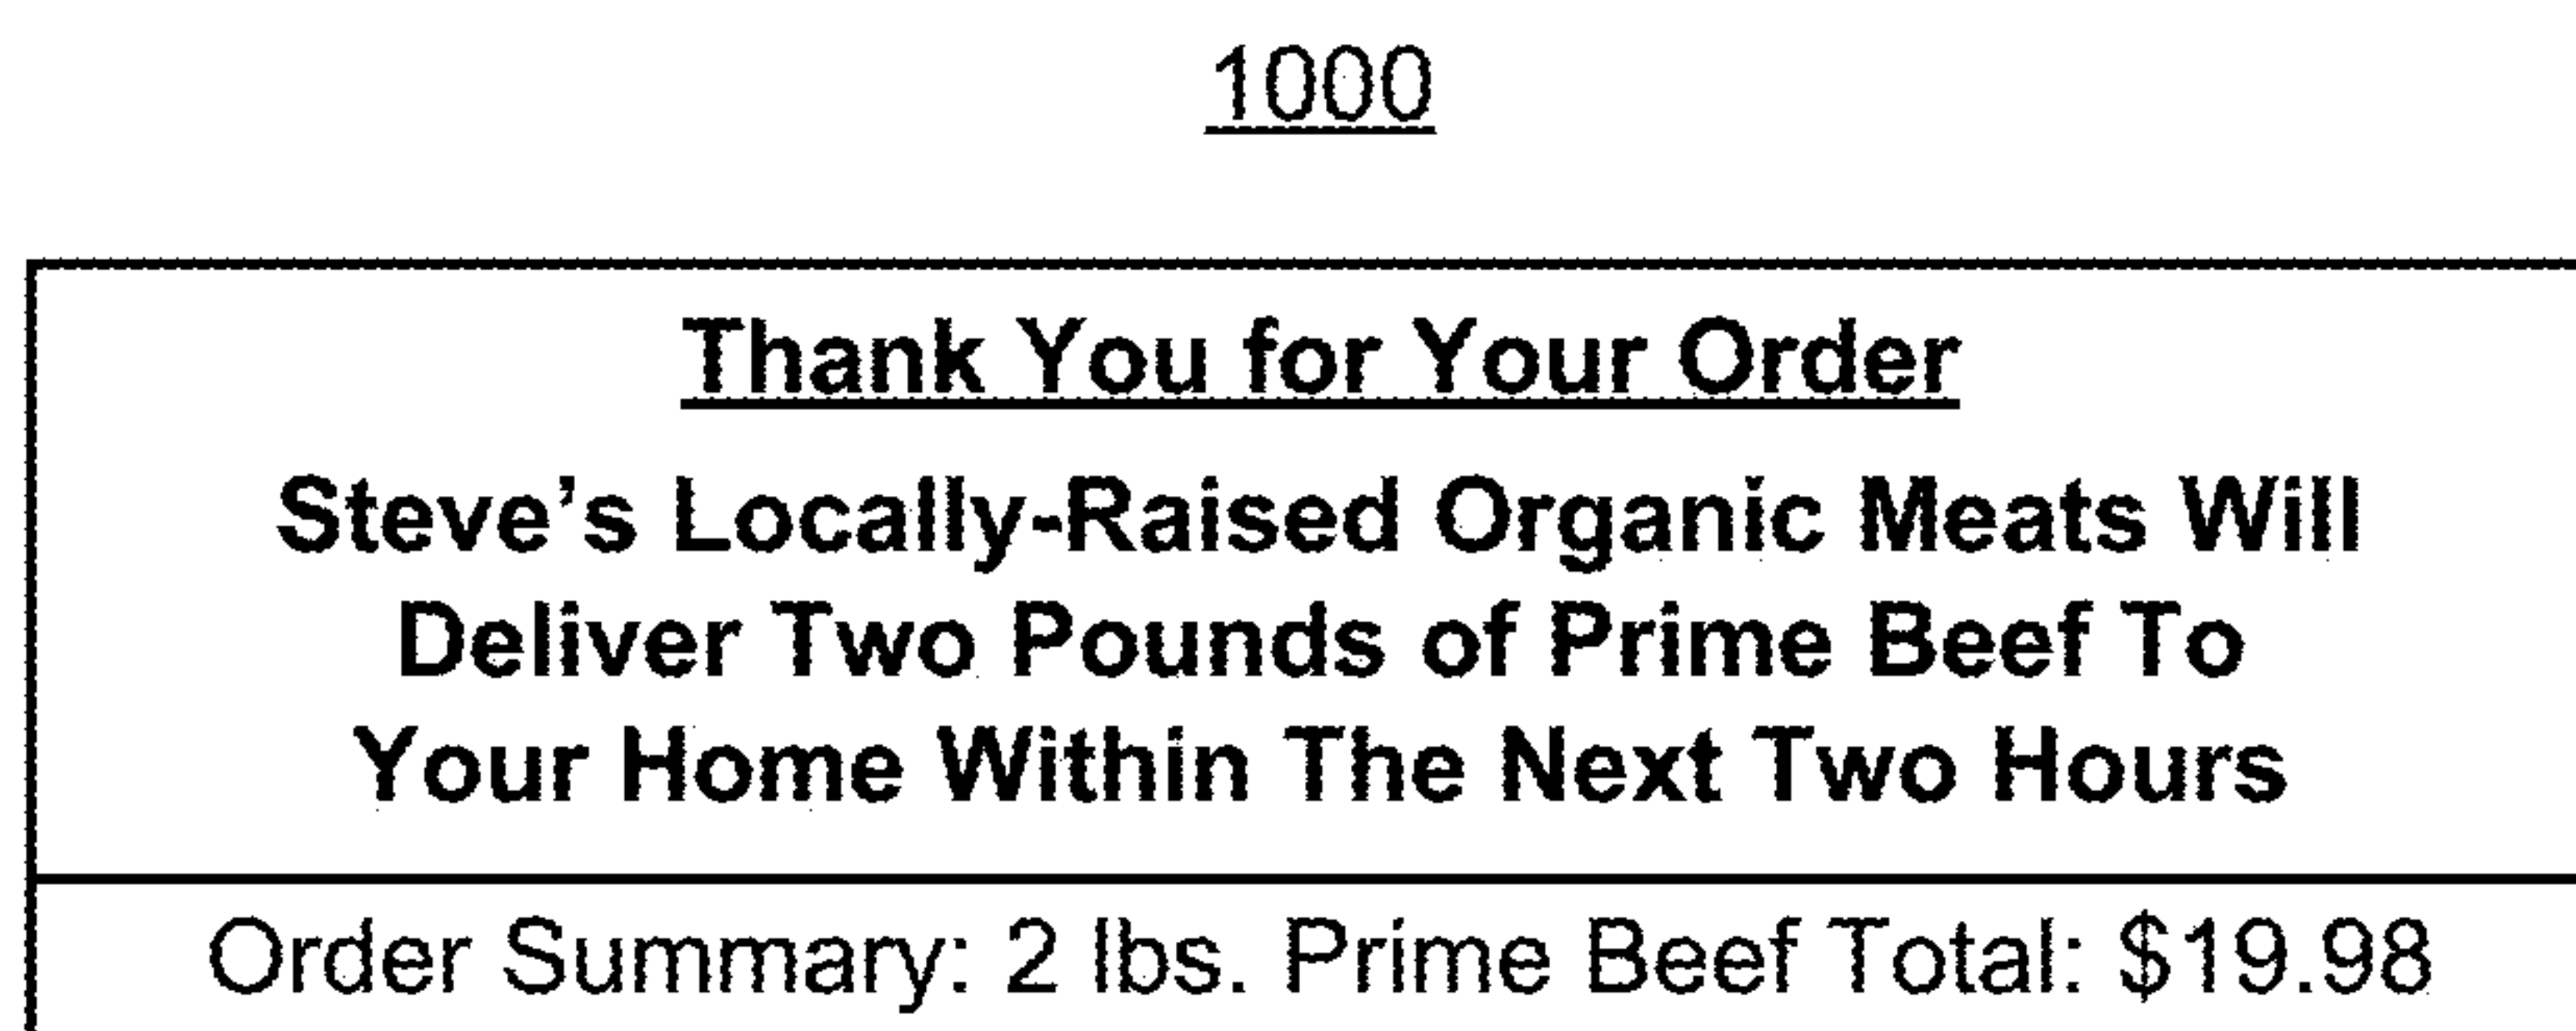 1000
Thank You for Your Order
Steve's Locally-Raised Organic Meats Will
Deliver Two Pounds of Prime Beef To
Your Home Within The Next Two Hours
Order Summary: 2 lbs. Prime Beef Total: $19.98